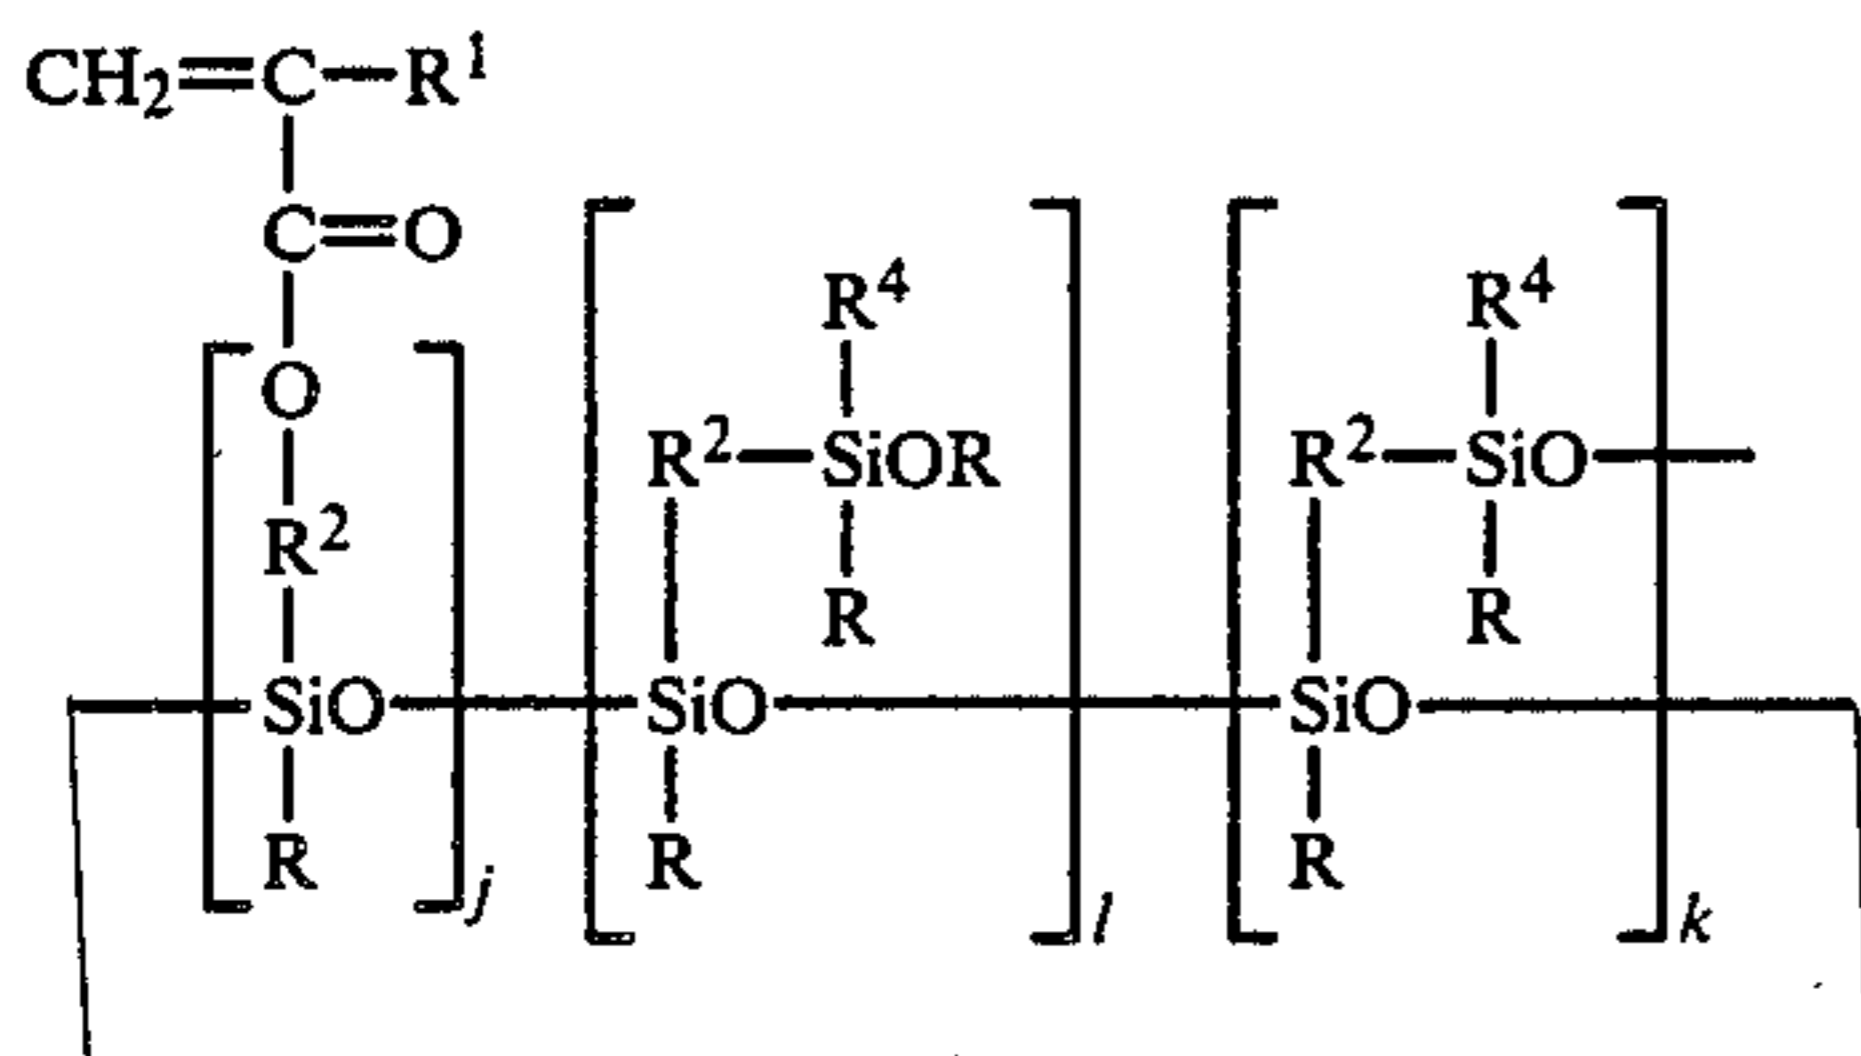 CH₂=C—R¹
C=O
R⁴ R⁴
O
R²—SiOR R²—SiO—
R²
R R
SiO SiO SiO
R R R
j l k